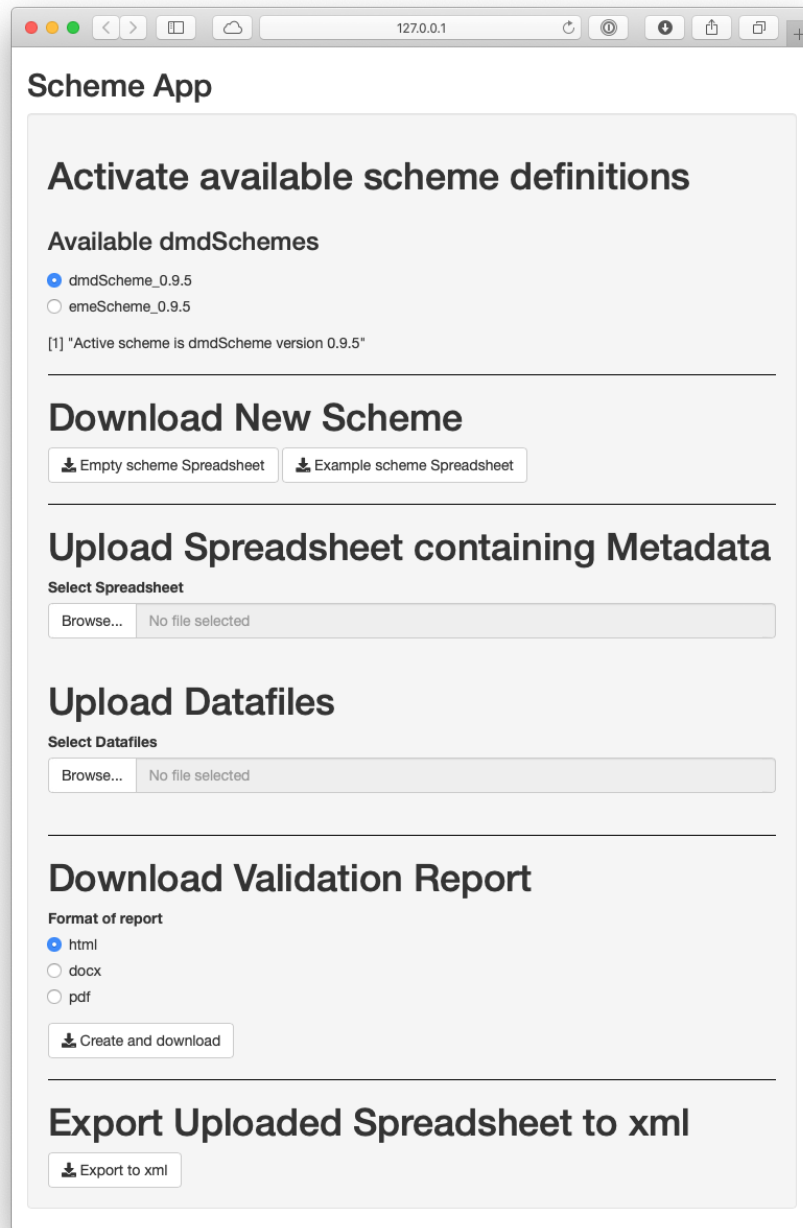 127.0.0.1
Scheme App
Activate available scheme definitions
Available dmdSchemes
dmdScheme_0.9.5
emeScheme_0.9.5
[1] "Active scheme is dmdScheme version 0.9.5"
Download New Scheme
Empty scheme Spreadsheet Example scheme Spreadsheet
Upload Spreadsheet containing Metadata
Select Spreadsheet
Browse... No file selected
Upload Datafiles
Select Datafiles
Browse... No file selected
Download Validation Report
Format of report
html
docx
pdf
Create and download
Export Uploaded Spreadsheet to xml
Export to xml